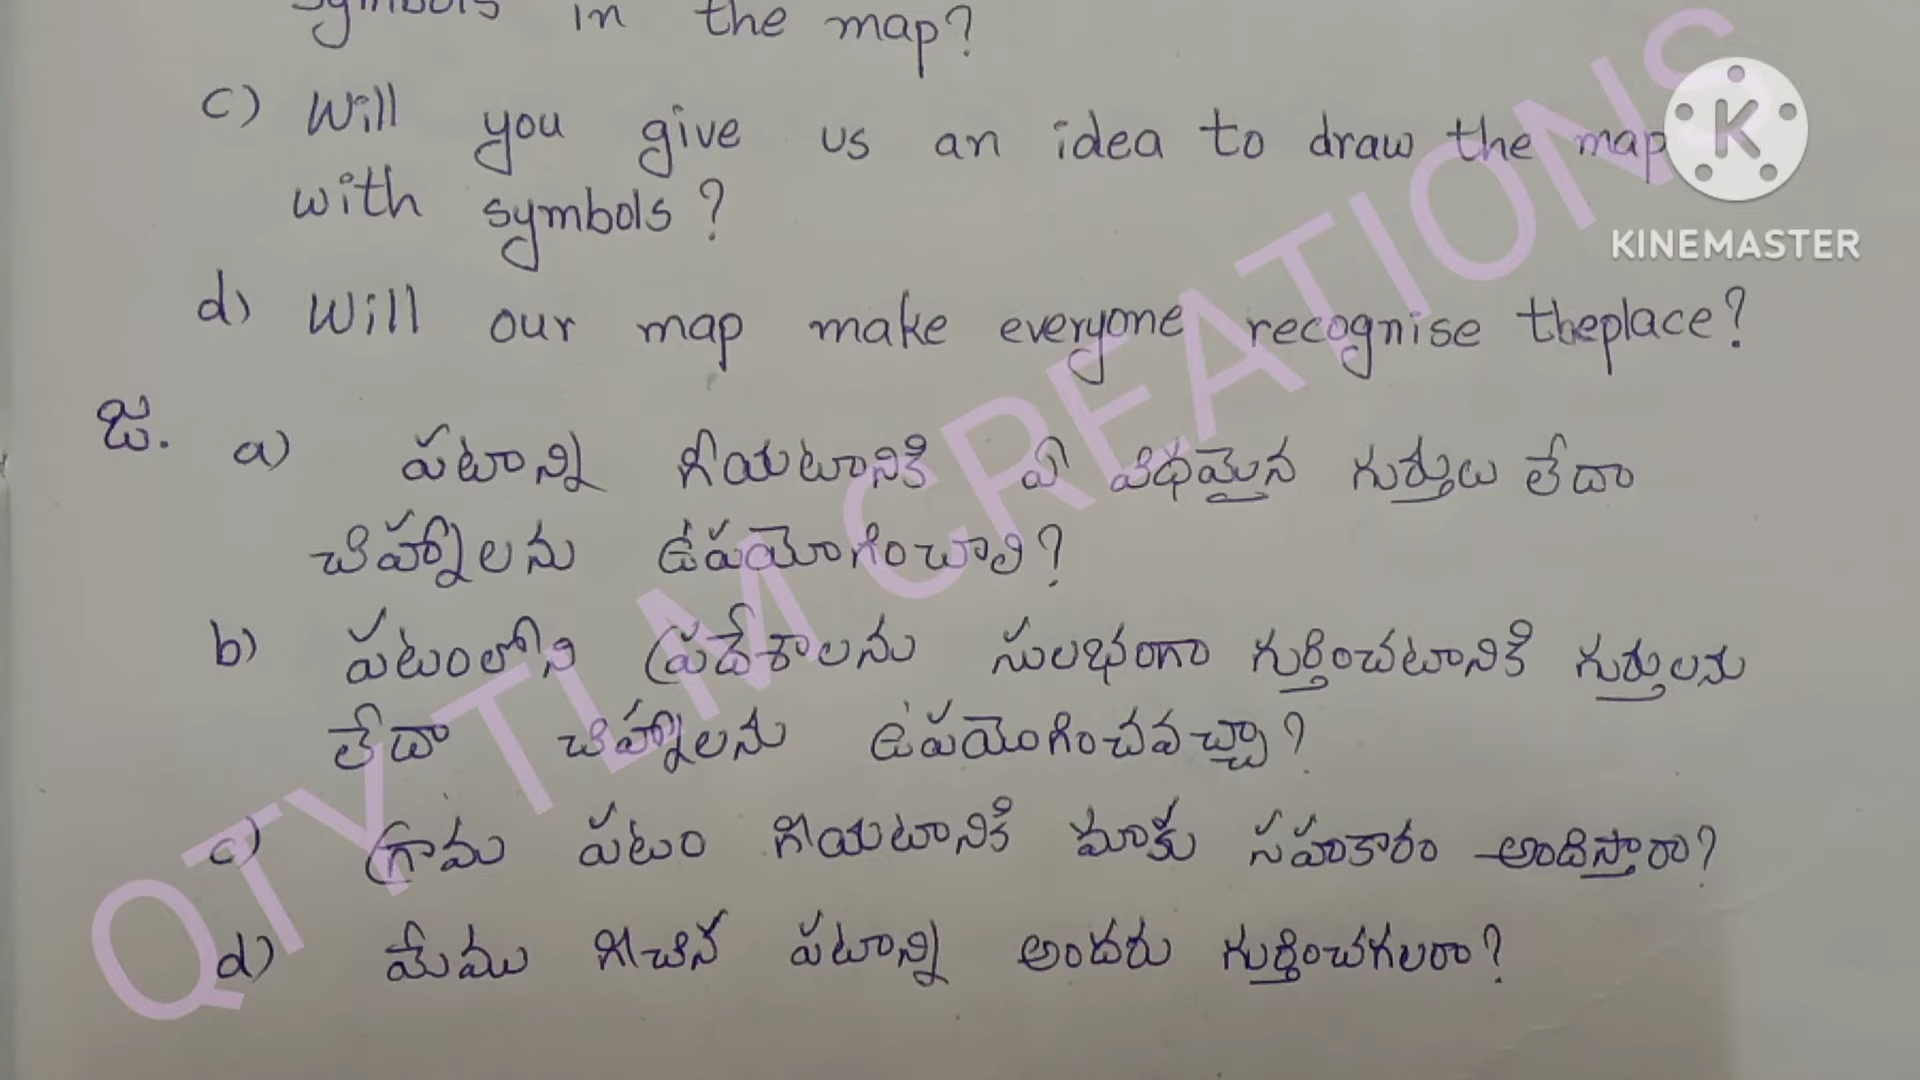 symbols in the map?
c) Will you give us an idea to draw the map
with symbols?
d) Will our map make everyone recognise theplace?
జ. a) పటాన్ని గీయటానికి ఏ విధమైన గుర్తులు లేదా
చిహ్నాలను ఉపయోగించాలి?
b) పటంలోని ప్రదేశాలను సులభంగా గుర్తించటానికి గుర్తులను
లేదా చిహ్నాలను ఉపయోగించవచ్చా?
c) గ్రామ పటం గీయటానికి మాకు సహకారం అందిస్తారా?
d) మేము గీచిన పటాన్ని అందరు గుర్తించగలరా?
QTY TLM CREATIONS
K
KINEMASTER